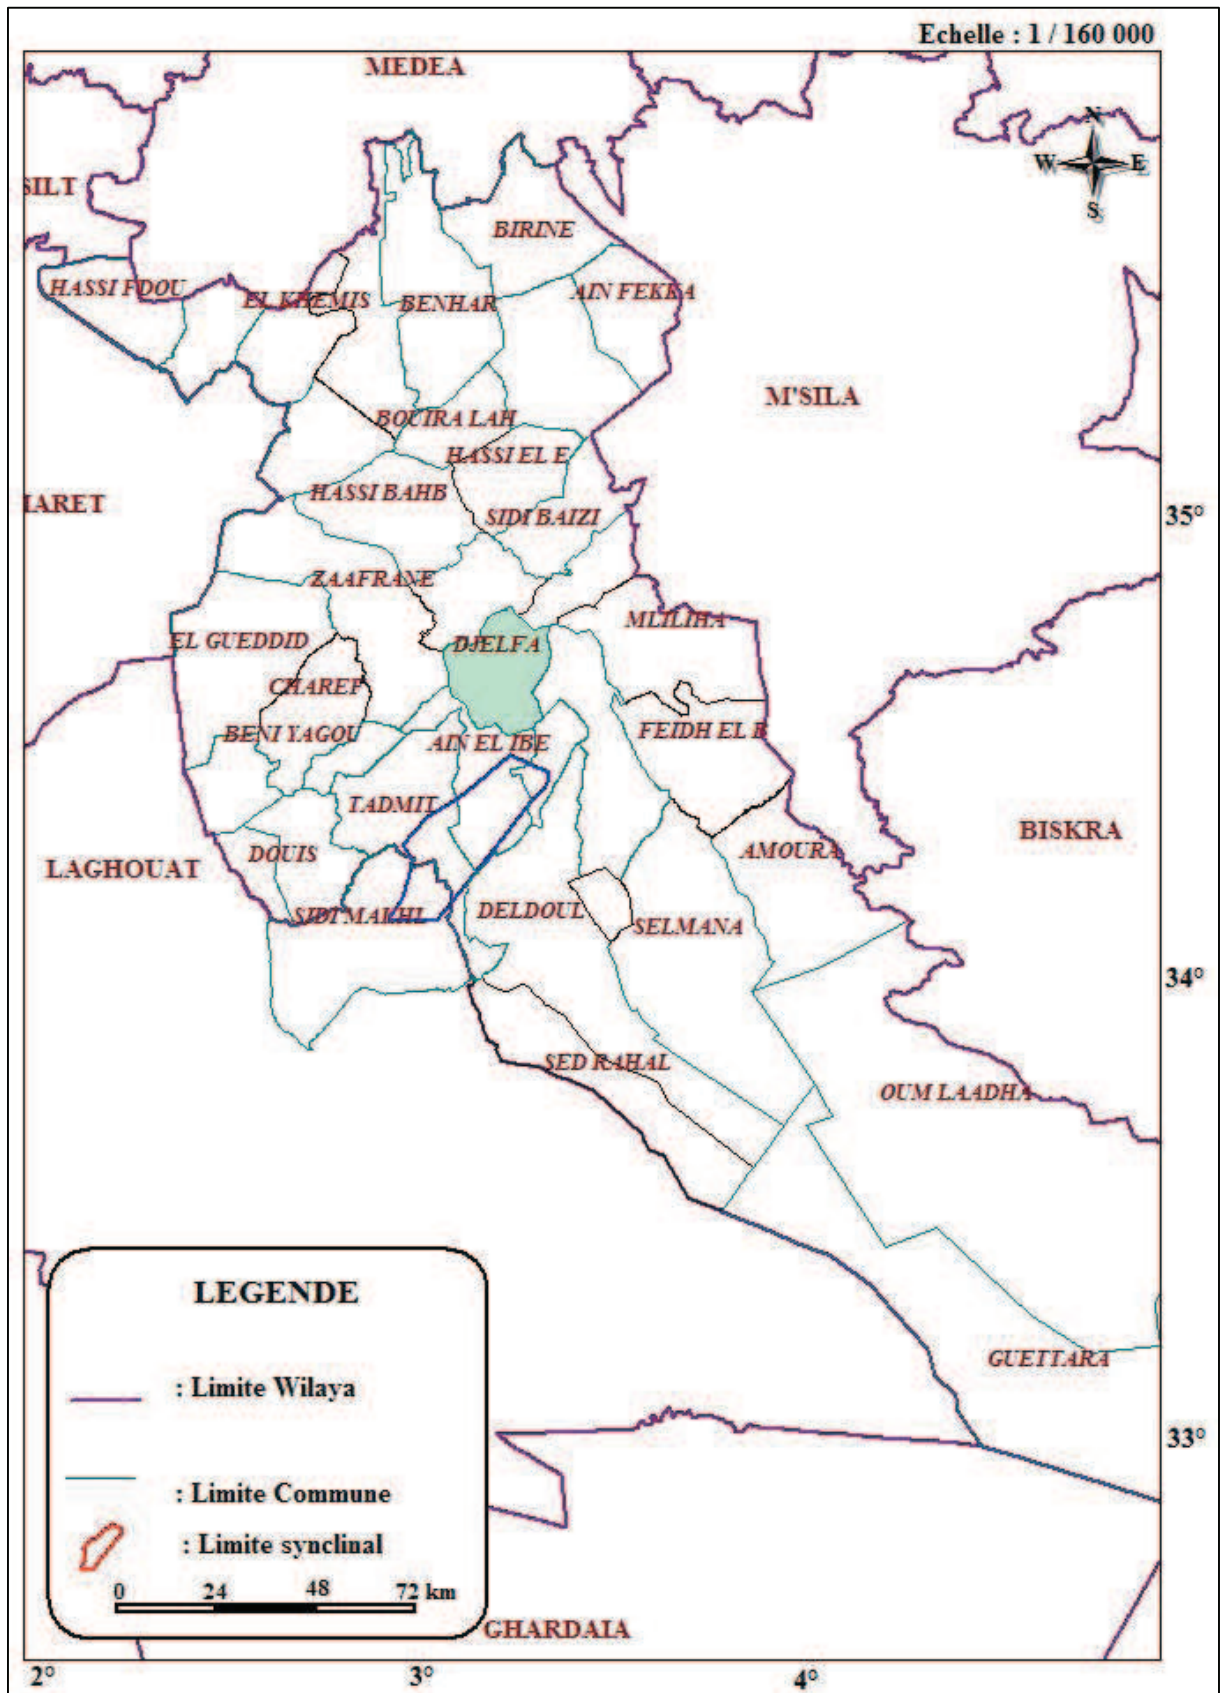 Echelle : 1 / 160 000
MEDEA
N
W E
S
SILT
BIRINE
HASSI FDOU
EL KHEMIS
BENHAR
AIN FEKKA
M'SILA
BOUIRA LAH
HASSI EL E
HASSI BAHB
IARET
SIDI BAIZI
35°
ZAAFRANE
MLILIHA
EL GUEDDID
DJELFA
CHAREF
BENI YAGOU
FEIDH EL B
AIN EL IBE
TADMIT
BISKRA
DOUIS
AMOURA
LAGHOUAT
SIDI MAKHL
DELDOUL
SELMANA
34°
SED RAHAL
OUM LAADHA
LEGENDE
GUETTARA
: Limite Wilaya
33°
: Limite Commune
: Limite synclinal
0 24 48 72 km
GHARDAIA
2° 3° 4°